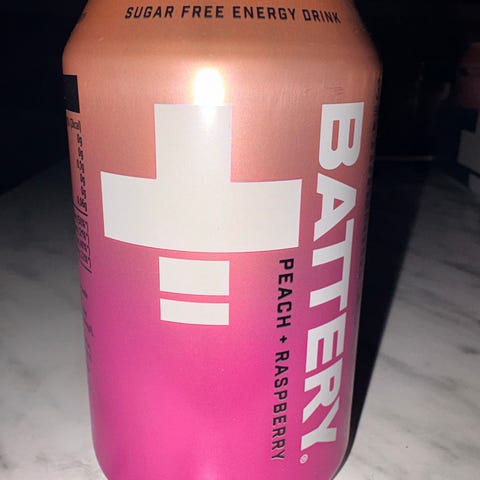 SUGAR FREE ENERGY DRINK
BATTERY®
PEACH + RASPBERRY